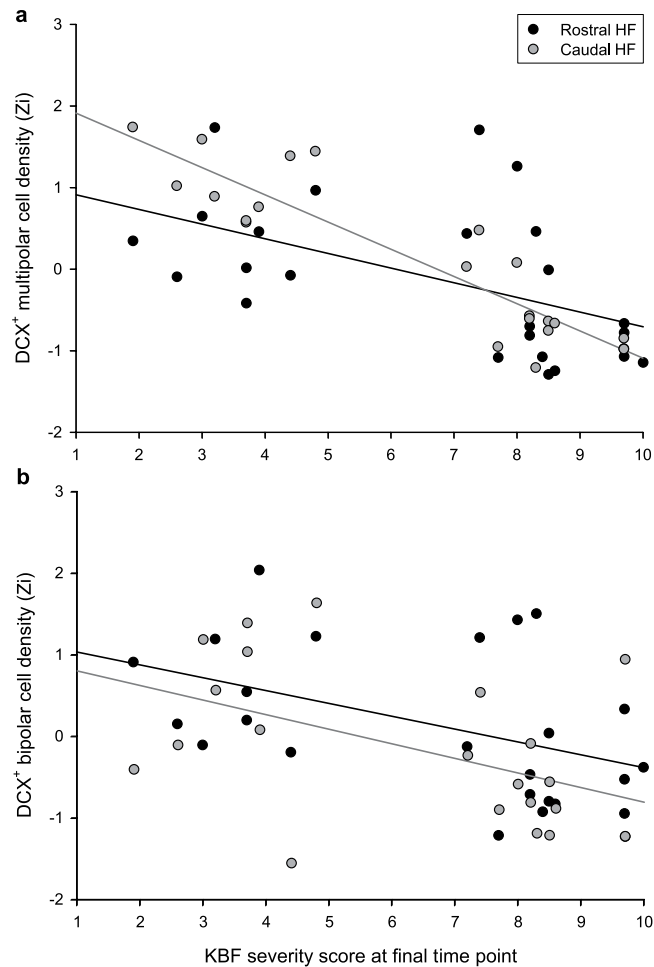 a
Rostral HF
Caudal HF
3
2
1
0
-1
-2
DCX⁺ multipolar cell density (Zi)
1 2 3 4 5 6 7 8 9 10
b
3
2
1
0
-1
-2
DCX⁺ bipolar cell density (Zi)
1 2 3 4 5 6 7 8 9 10
KBF severity score at final time point